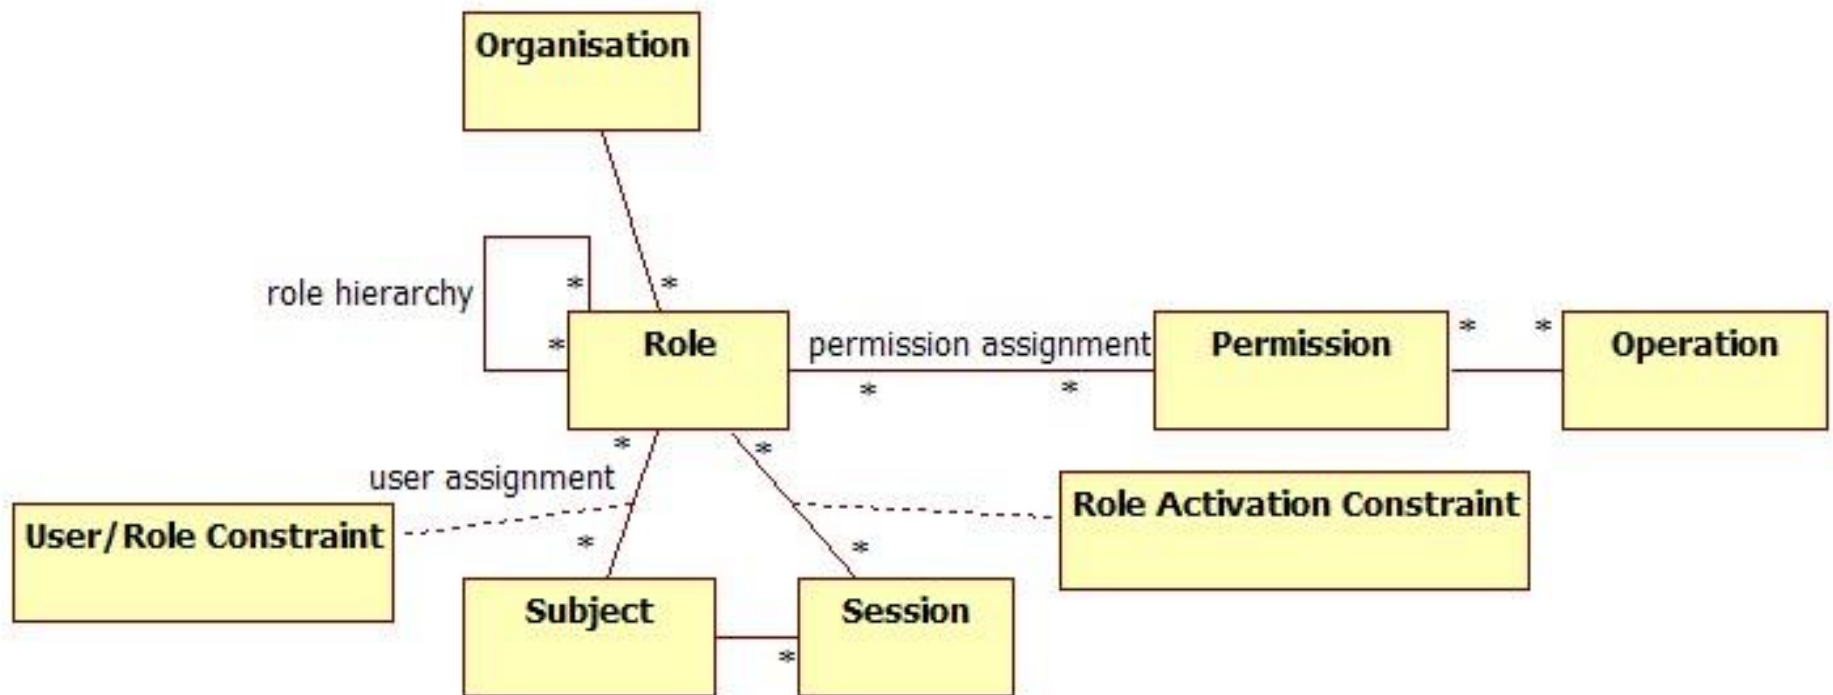 Organisation
role hierarchy
*
*
*
Role
permission assignment
*
*
Permission
*
*
Operation
*
*
user assignment
User/Role Constraint
*
*
Role Activation Constraint
Subject
*
Session